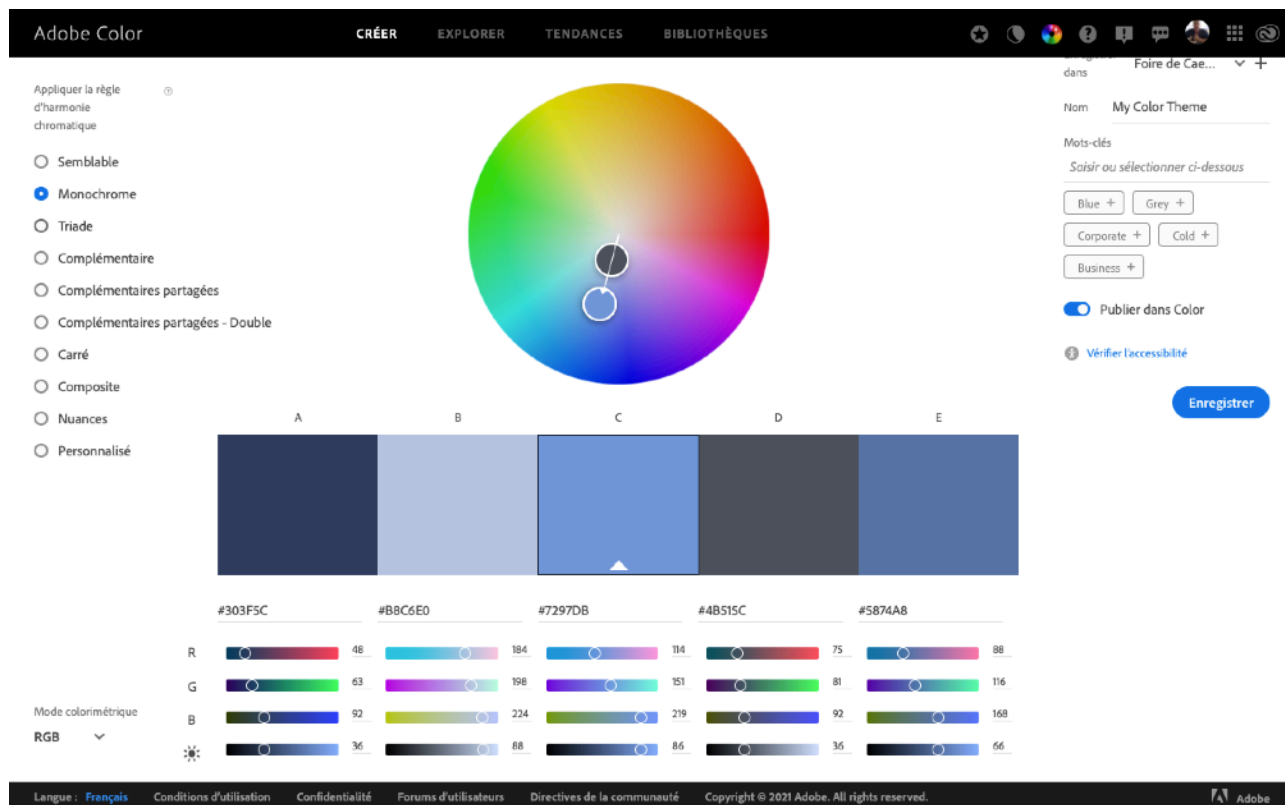 Adobe Color
CRÉER EXPLORER TENDANCES BIBLIOTHÈQUES
Appliquer la règle
d'harmonie
chromatique
Semblable
Monochrome
Triade
Complémentaire
Complémentaires partagées
Complémentaires partagées - Double
Carré
Composite
Nuances
Personnalisé
dans Foire de Cae...
Nom My Color Theme
Mots-clés
Saisir ou sélectionner ci-dessous
Blue + Grey +
Corporate + Cold +
Business +
Publier dans Color
Vérifier l'accessibilité
Enregistrer
A B C D E
#303F5C #B8C6E0 #7297DB #4B515C #5874A8
R 48 184 114 75 88
G 63 198 151 81 116
B 92 224 219 92 168
36 88 86 36 66
Mode colorimétrique
RGB
Langue : Français Conditions d'utilisation Confidentialité Forums d'utilisateurs Directives de la communauté Copyright © 2021 Adobe. All rights reserved. Adobe